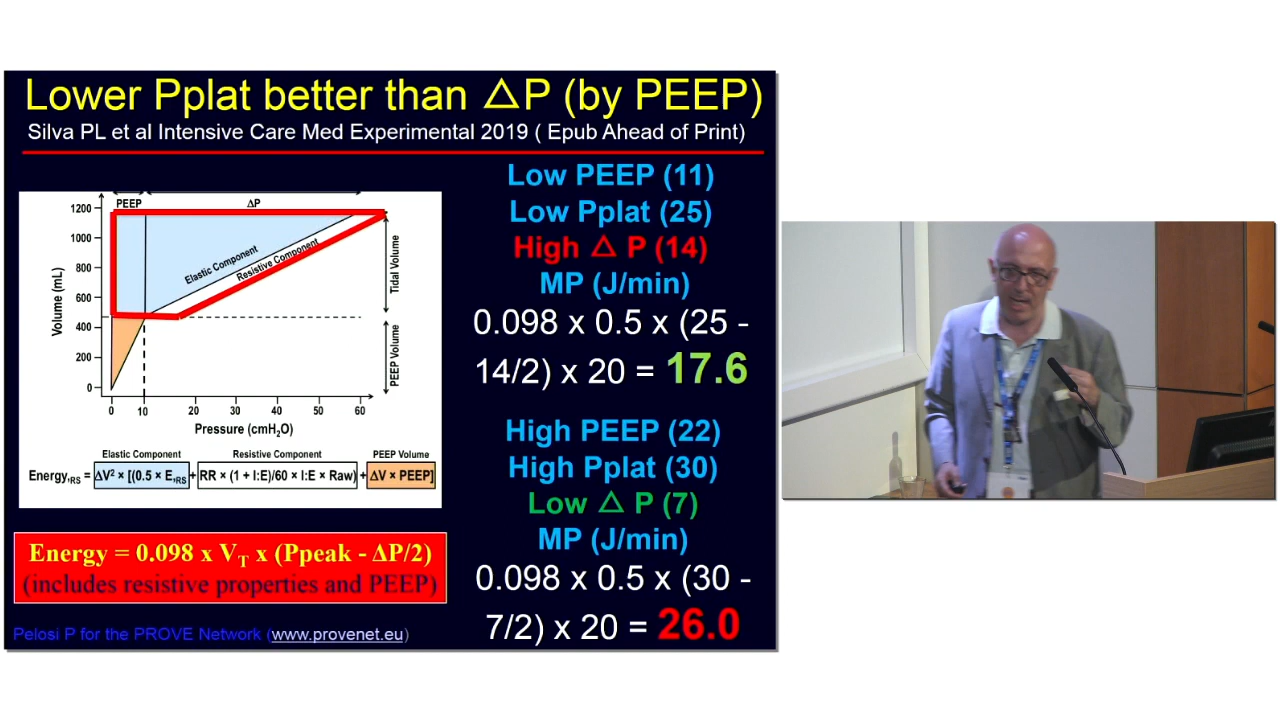 Lower Pplat better than △P (by PEEP)
Silva PL et al Intensive Care Med Experimental 2019 ( Epub Ahead of Print)
PEEP ΔP
1200
1000
800
600
400
200
0
Volume (mL)
Elastic Component
Resistive Component
Tidal Volume
PEEP Volume
0 10 20 30 40 50 60
Pressure (cmH2O)
Elastic Component Resistive Component PEEP Volume
Energy,RS = ΔV² × [(0.5 × E,RS + RR × (1 + I:E)/60 × I:E × Raw) + ΔV × PEEP]
Energy = 0.098 x VT x (Ppeak - ΔP/2)
(includes resistive properties and PEEP)
Pelosi P for the PROVE Network (www.provenet.eu)
Low PEEP (11)
Low Pplat (25)
High △ P (14)
MP (J/min)
0.098 x 0.5 x (25 -
14/2) x 20 = 17.6
High PEEP (22)
High Pplat (30)
Low △ P (7)
MP (J/min)
0.098 x 0.5 x (30 -
7/2) x 20 = 26.0